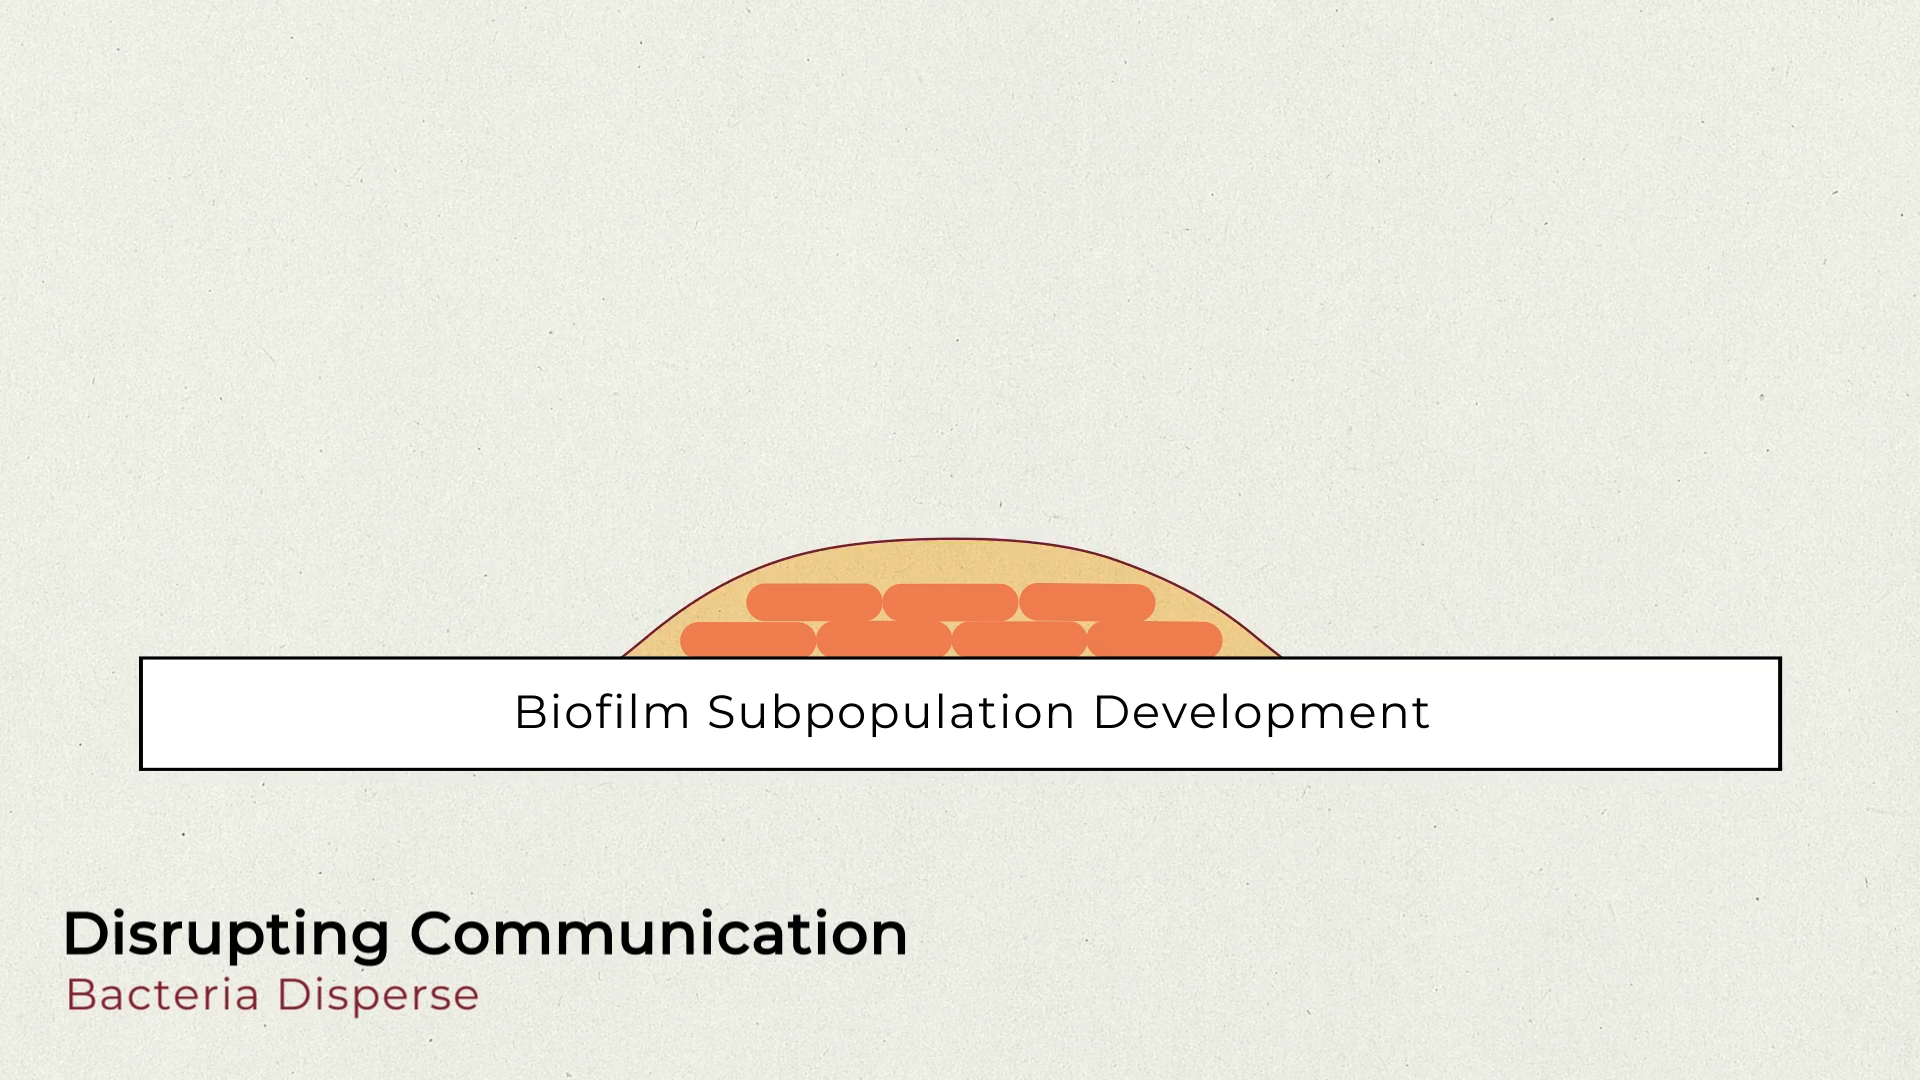 Biofilm Subpopulation Development
Disrupting Communication
Bacteria Disperse